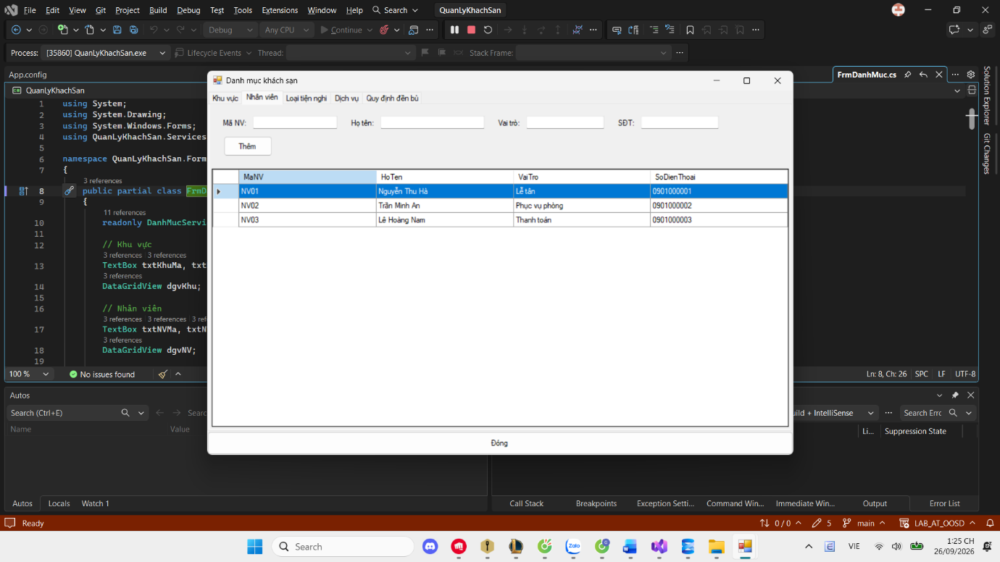 File Edit View Git Project Build Debug Test Tools Extensions Window Help Search QuanLyKhachSan
Debug Any CPU Continue
Process: [35860] QuanLyKhachSan.exe Lifecycle Events Thread: Stack Frame:
App.config
FrmDanhMuc.cs
QuanLyKhachSan
1 using System;
2 using System.Drawing;
3 using System.Windows.Forms;
4 using QuanLyKhachSan.Services
5
6 namespace QuanLyKhachSan.Form
7 {
3 references
8 public partial class FrmD
9 {
11 references
10 readonly DanhMucServi
11
12 // Khu vực
3 references 3 references
13 TextBox txtKhuMa, txt
3 references
14 DataGridView dgvKhu;
15
16 // Nhân viên
3 references 3 references 3 ref
17 TextBox txtNVMa, txtN
3 references
18 DataGridView dgvNV;
19
100 % No issues found
Ln: 8, Ch: 26 SPC LF UTF-8
Danh mục khách sạn
Khu vực Nhân viên Loại tiện nghi Dịch vụ Quy định đền bù
Mã NV: Họ tên: Vai trò: SĐT:
Thêm
MaNV HoTen VaiTro SoDienThoai
NV01 Nguyễn Thu Hà Lễ tân 0901000001
NV02 Trần Minh An Phục vụ phòng 0901000002
NV03 Lê Hoàng Nam Thanh toán 0901000003
Đóng
Solution Explorer
Git Changes
Autos
Search (Ctrl+E) Searc
Name Value
uild + IntelliSense Search Errc
Li... Suppression State
Autos Locals Watch 1
Call Stack Breakpoints Exception Setti... Command Win... Immediate Win... Output Error List
Ready
0 / 0 5 main LAB_AT_OOSD
Search
Zalo
0
VIE
1:25 CH
26/09/2026